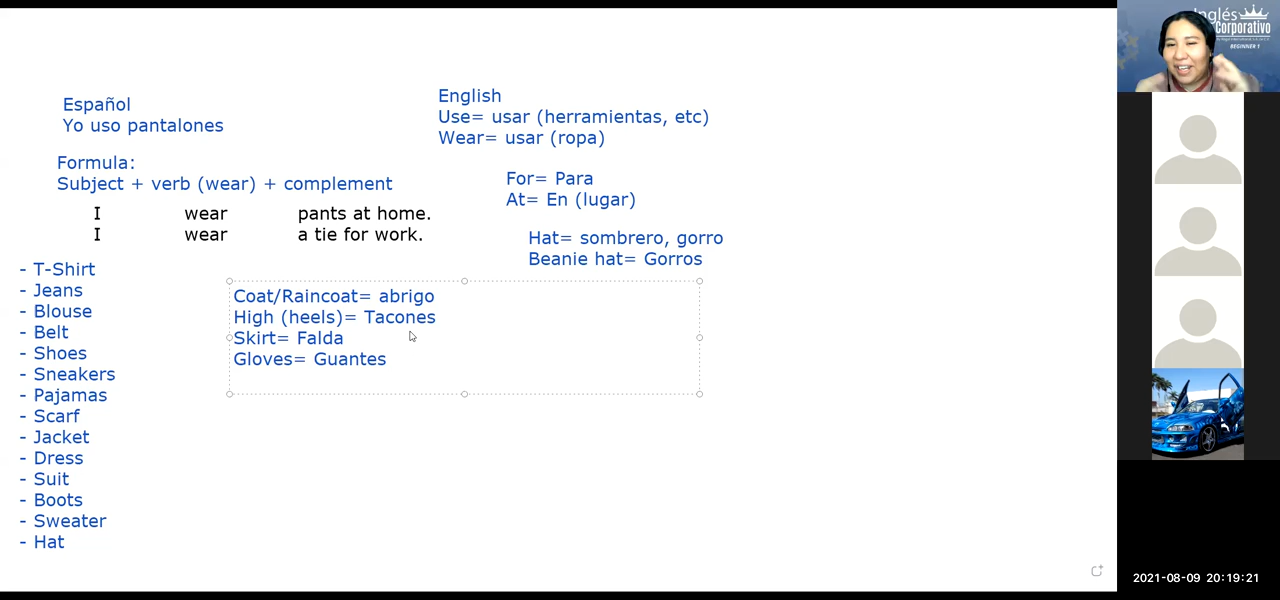 Español
Yo uso pantalones
Formula:
Subject + verb (wear) + complement
I wear pants at home.
I wear a tie for work.
English
Use= usar (herramientas, etc)
Wear= usar (ropa)
For= Para
At= En (lugar)
Hat= sombrero, gorro
Beanie hat= Gorros
- T-Shirt
- Jeans
- Blouse
- Belt
- Shoes
- Sneakers
- Pajamas
- Scarf
- Jacket
- Dress
- Suit
- Boots
- Sweater
- Hat
Coat/Raincoat= abrigo
High (heels)= Tacones
Skirt= Falda
Gloves= Guantes
Inglés
Corporativo
BEGINNER 1
2021-08-09 20:19:21